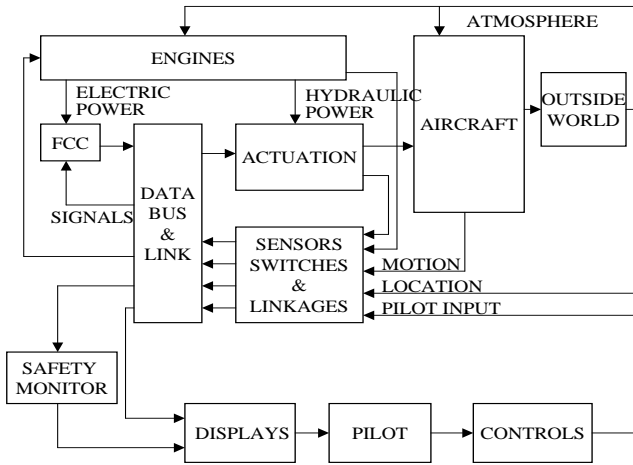 ATMOSPHERE
ENGINES
ELECTRIC
POWER
HYDRAULIC
POWER
AIRCRAFT
OUTSIDE
WORLD
FCC
ACTUATION
DATA
BUS
&
LINK
SIGNALS
SENSORS
SWITCHES
&
LINKAGES
MOTION
LOCATION
PILOT INPUT
SAFETY
MONITOR
DISPLAYS
PILOT
CONTROLS